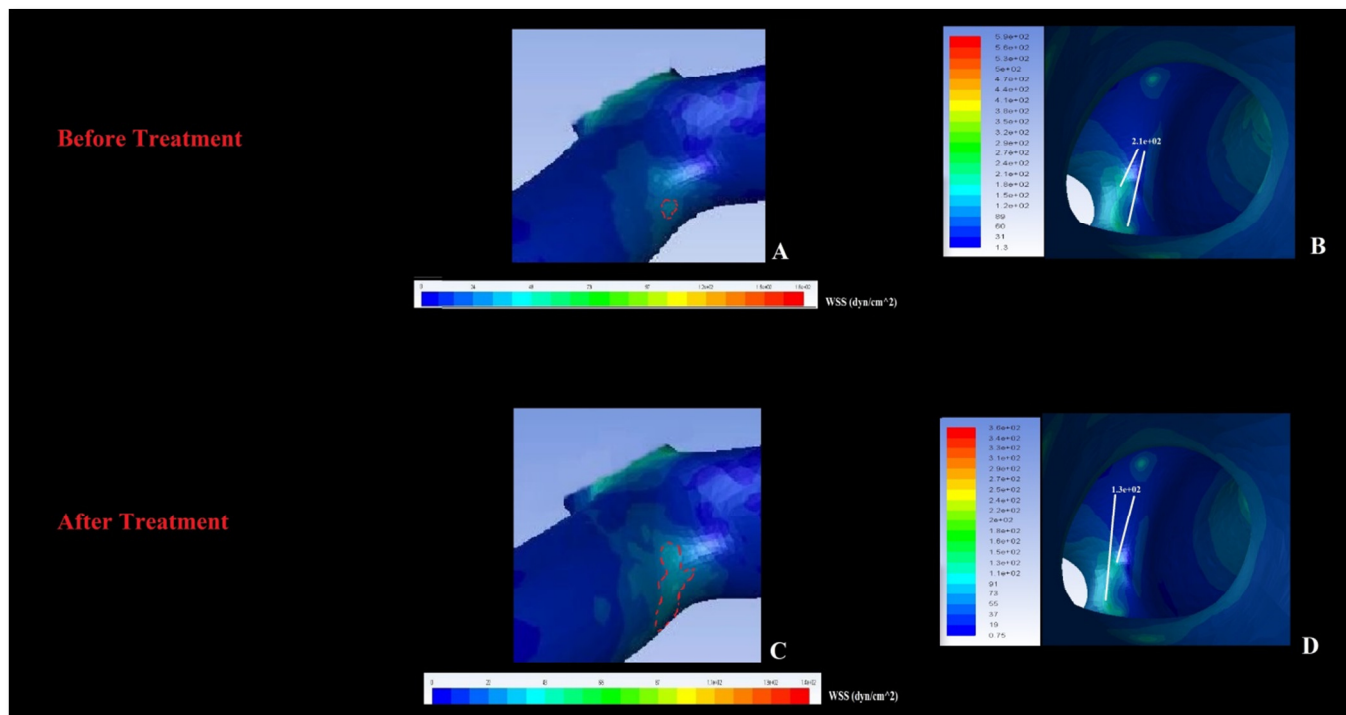 Before Treatment
A
WSS (dyn/cm^2)
5.9e+02
5.6e+02
5.3e+02
5e+02
4.7e+02
4.4e+02
4.1e+02
3.8e+02
3.5e+02
3.2e+02
2.9e+02
2.7e+02
2.4e+02
2.1e+02
1.8e+02
1.5e+02
1.2e+02
89
60
31
1.3
2.1e+02
B
After Treatment
C
WSS (dyn/cm^2)
3.6e+02
3.4e+02
3.3e+02
3.1e+02
2.9e+02
2.7e+02
2.5e+02
2.4e+02
2.2e+02
2e+02
1.8e+02
1.6e+02
1.5e+02
1.3e+02
1.1e+02
91
73
55
37
19
0.75
1.3e+02
D